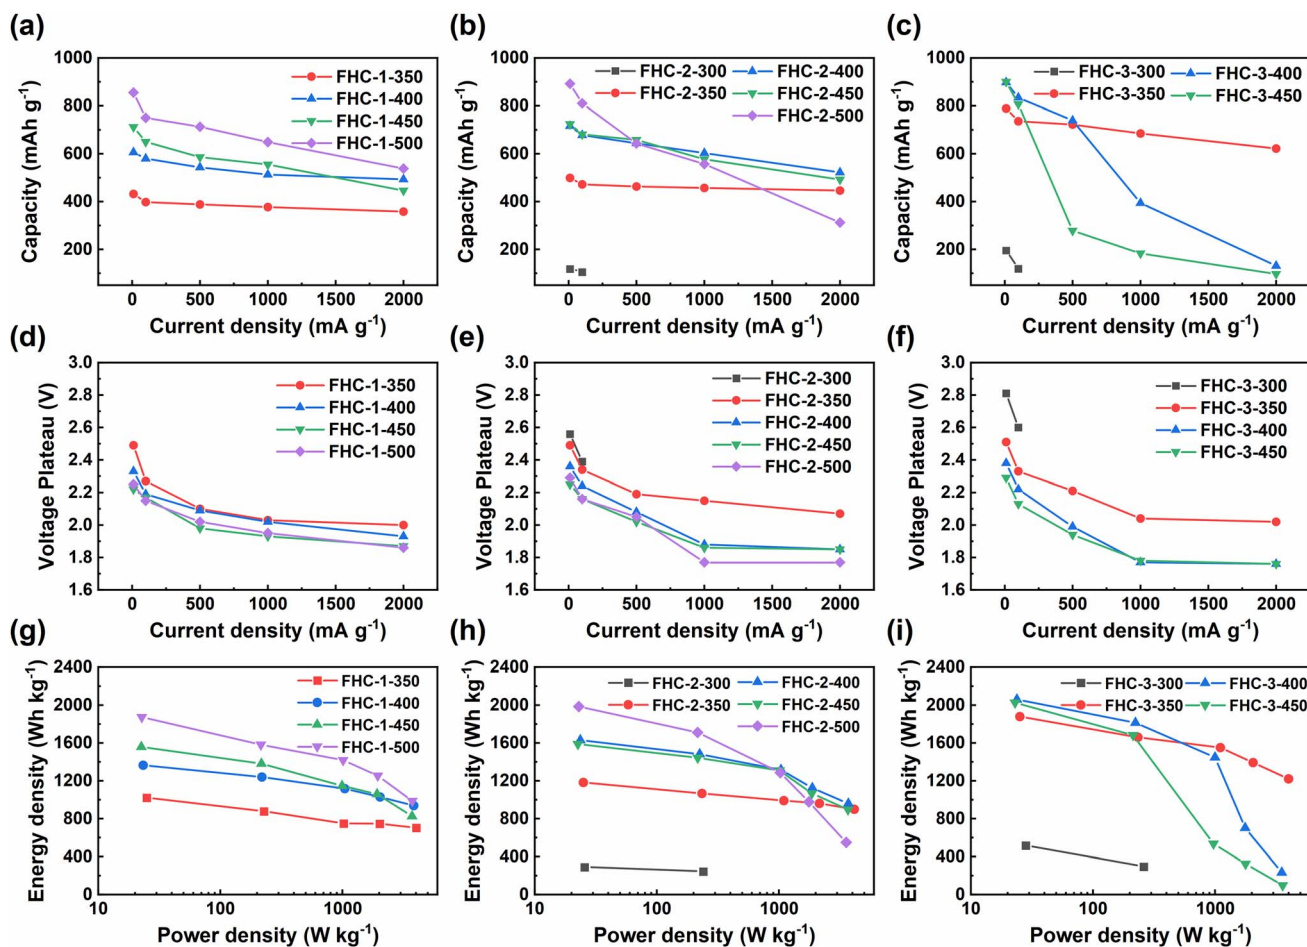 (a)
(b)
(c)
1000
800
600
400
200
0 500 1000 1500 2000
Capacity (mAh g⁻¹)
Current density (mA g⁻¹)
FHC-1-350
FHC-1-400
FHC-1-450
FHC-1-500
1000
800
600
400
200
0 500 1000 1500 2000
Capacity (mAh g⁻¹)
Current density (mA g⁻¹)
FHC-2-300 FHC-2-400
FHC-2-350 FHC-2-450
FHC-2-500
1000
800
600
400
200
0 500 1000 1500 2000
Capacity (mAh g⁻¹)
Current density (mA g⁻¹)
FHC-3-300 FHC-3-400
FHC-3-350 FHC-3-450
(d)
(e)
(f)
3.0
2.8
2.6
2.4
2.2
2.0
1.8
1.6
0 500 1000 1500 2000
Voltage Plateau (V)
Current density (mA g⁻¹)
FHC-1-350
FHC-1-400
FHC-1-450
FHC-1-500
3.0
2.8
2.6
2.4
2.2
2.0
1.8
1.6
0 500 1000 1500 2000
Voltage Plateau (V)
Current density (mA g⁻¹)
FHC-2-300
FHC-2-350
FHC-2-400
FHC-2-450
FHC-2-500
3.0
2.8
2.6
2.4
2.2
2.0
1.8
1.6
0 500 1000 1500 2000
Voltage Plateau (V)
Current density (mA g⁻¹)
FHC-3-300
FHC-3-350
FHC-3-400
FHC-3-450
(g)
(h)
(i)
2400
2000
1600
1200
800
400
0
10 100 1000
Energy density (Wh kg⁻¹)
Power density (W kg⁻¹)
FHC-1-350
FHC-1-400
FHC-1-450
FHC-1-500
2400
2000
1600
1200
800
400
0
10 100 1000
Energy density (Wh kg⁻¹)
Power density (W kg⁻¹)
FHC-2-300 FHC-2-400
FHC-2-350 FHC-2-450
FHC-2-500
2400
2000
1600
1200
800
400
0
10 100 1000
Energy density (Wh kg⁻¹)
Power density (W kg⁻¹)
FHC-3-300 FHC-3-400
FHC-3-350 FHC-3-450